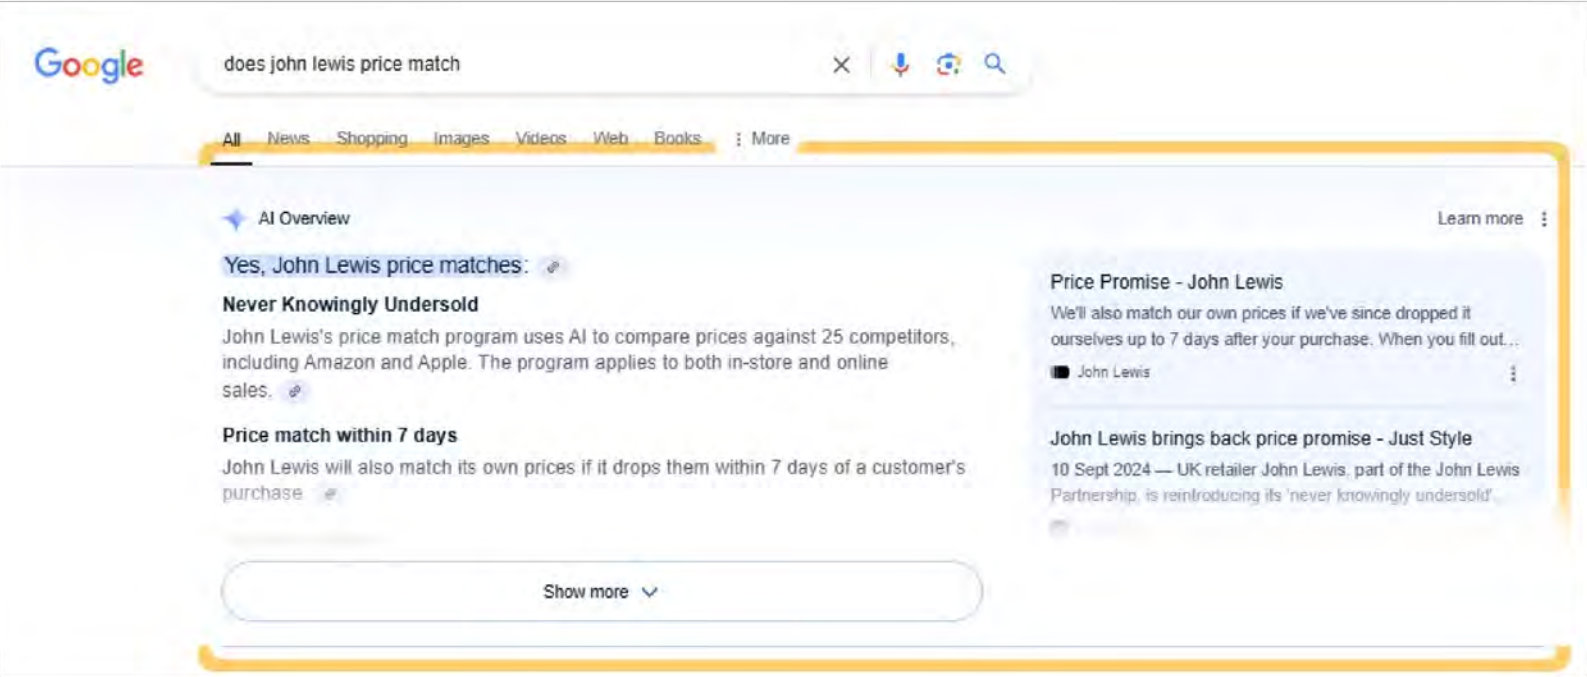 Google
does john lewis price match
All News Shopping Images Videos Web Books More
AI Overview
Learn more
Yes, John Lewis price matches:
Never Knowingly Undersold
John Lewis's price match program uses AI to compare prices against 25 competitors,
including Amazon and Apple. The program applies to both in-store and online
sales.
Price match within 7 days
John Lewis will also match its own prices if it drops them within 7 days of a customer's
purchase
Show more
Price Promise - John Lewis
We'll also match our own prices if we've since dropped it
ourselves up to 7 days after your purchase. When you fill out...
John Lewis
John Lewis brings back price promise - Just Style
10 Sept 2024 — UK retailer John Lewis, part of the John Lewis
Partnership, is reintroducing its 'never knowingly undersold'...